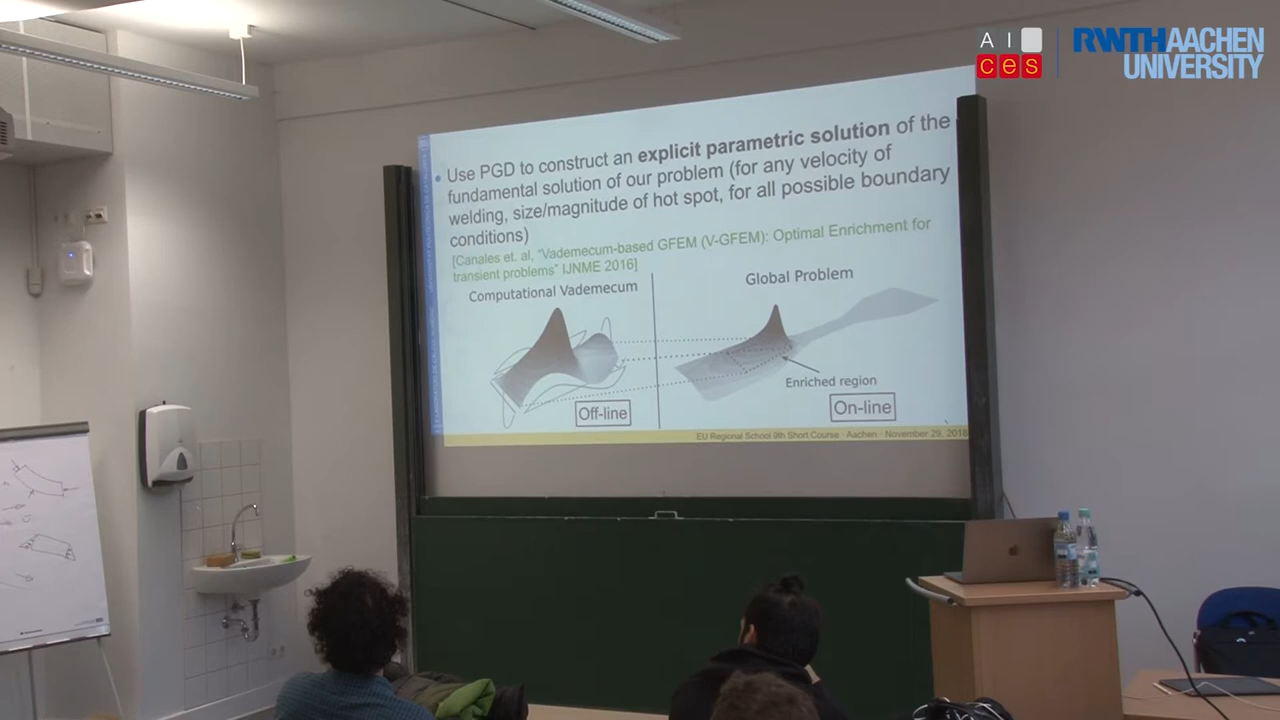 AI
ces
RWTHAACHEN
UNIVERSITY
• Use PGD to construct an explicit parametric solution of the
fundamental solution of our problem (for any velocity of
welding, size/magnitude of hot spot, for all possible boundary
conditions)
[Canales et. al, “Vademecum-based GFEM (V-GFEM): Optimal Enrichment for
transient problems” IJNME 2016]
Computational Vademecum
Global Problem
Enriched region
Off-line
On-line
EU Regional School 9th Short Course - Aachen - November 29, 2018